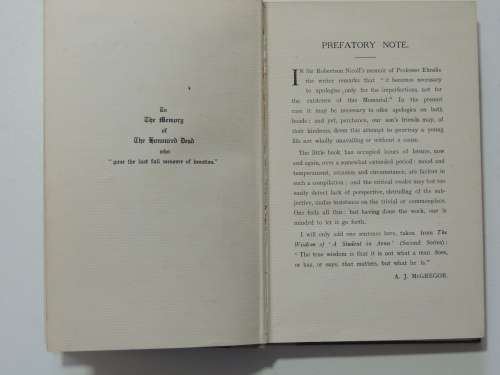 To
The Memory
of
The Honoured Dead
who
"gave the last full measure of devotion."
PREFATORY NOTE.
IN Sir Robertson Nicoll's memoir of Professor Elmslie
the writer remarks that "it becomes necessary
to apologise only for the imperfections, not for
the existence of this Memorial." In the present
case it may be necessary to offer apologies on both
heads: and yet, perchance, our son's friends may, of
their kindness, deem this attempt to pourtray a young
life not wholly unavailing or without a cause.
The little book has occupied hours of leisure, now
and again, over a somewhat extended period: mood and
temperament, season and circumstance, are factors in
such a compilation: and the critical reader may but too
easily detect lack of perspective, obtruding of the sub-
jective, undue insistence on the trivial or commonplace.
One feels all this: but having done the work, one is
minded to let it go forth.
I will only add one sentence here, taken from The
Wisdom of 'A Student in Arms' (Second Series):
"The true wisdom is that it is not what a man does,
or has, or says, that matters, but what he is."
A. J. McGREGOR.